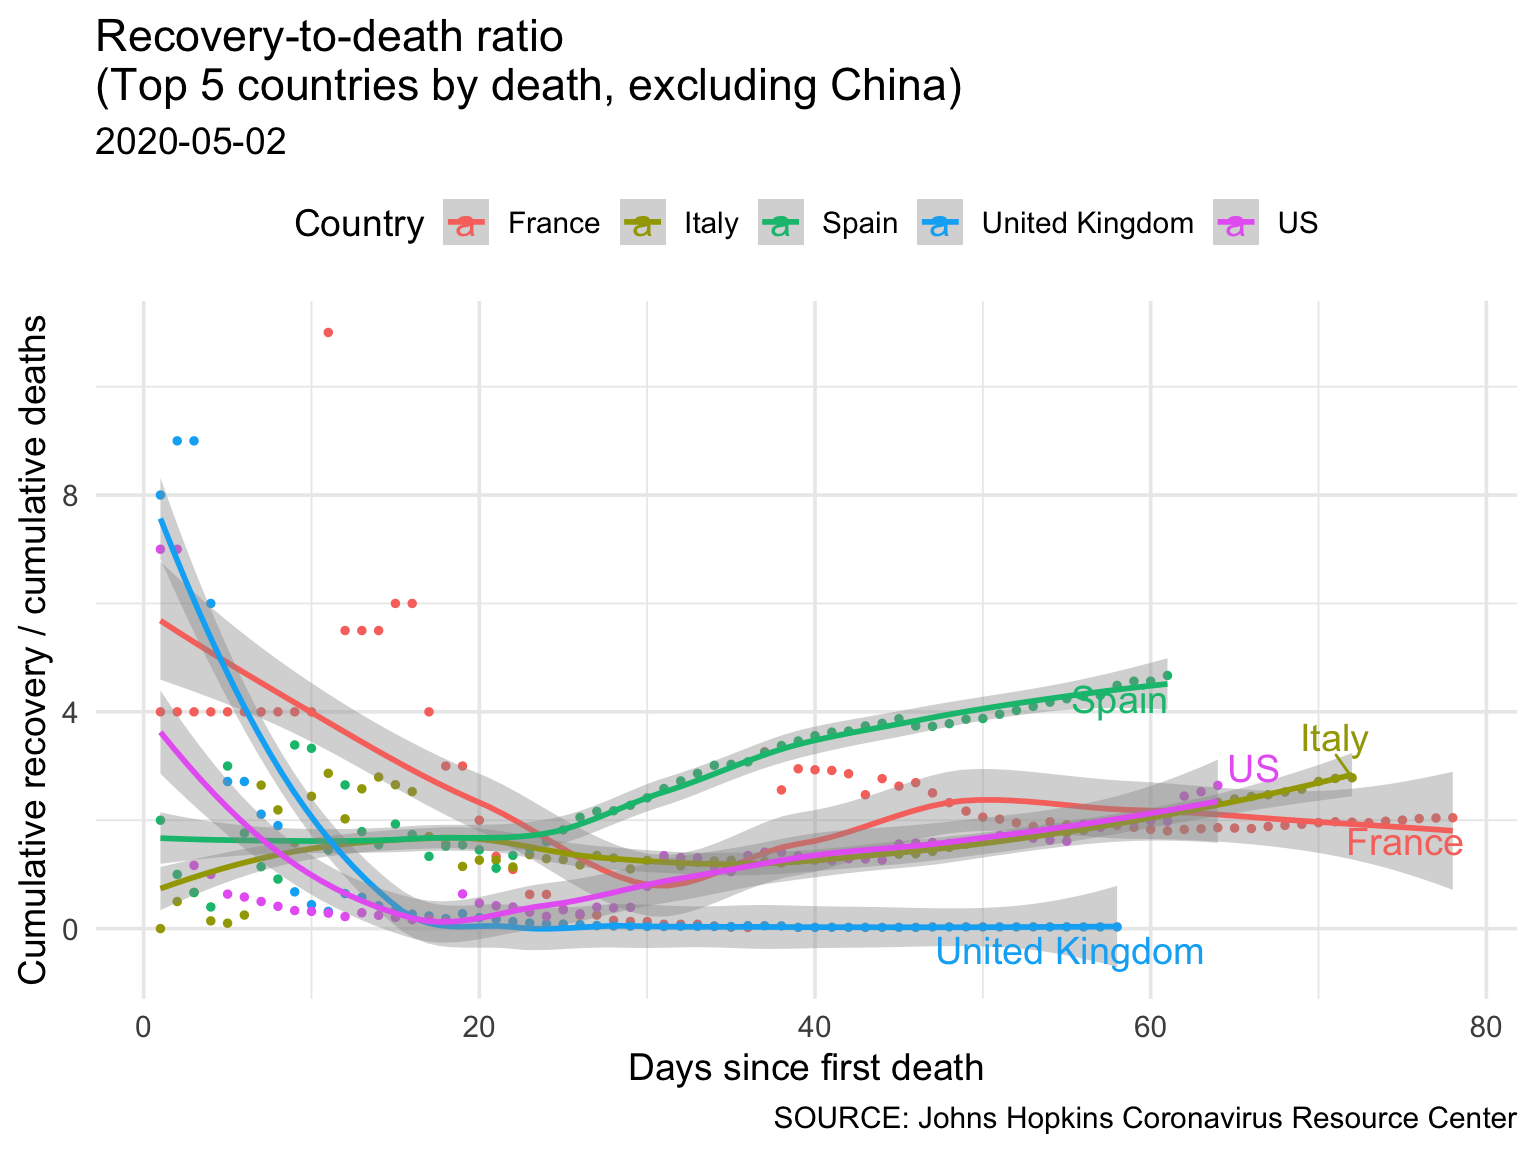 Recovery-to-death ratio
(Top 5 countries by death, excluding China)
2020-05-02
Country a France a Italy a Spain a United Kingdom a US
Cumulative recovery / cumulative deaths
8
4
0
Spain
Italy
US
France
United Kingdom
0 20 40 60 80
Days since first death
SOURCE: Johns Hopkins Coronavirus Resource Center